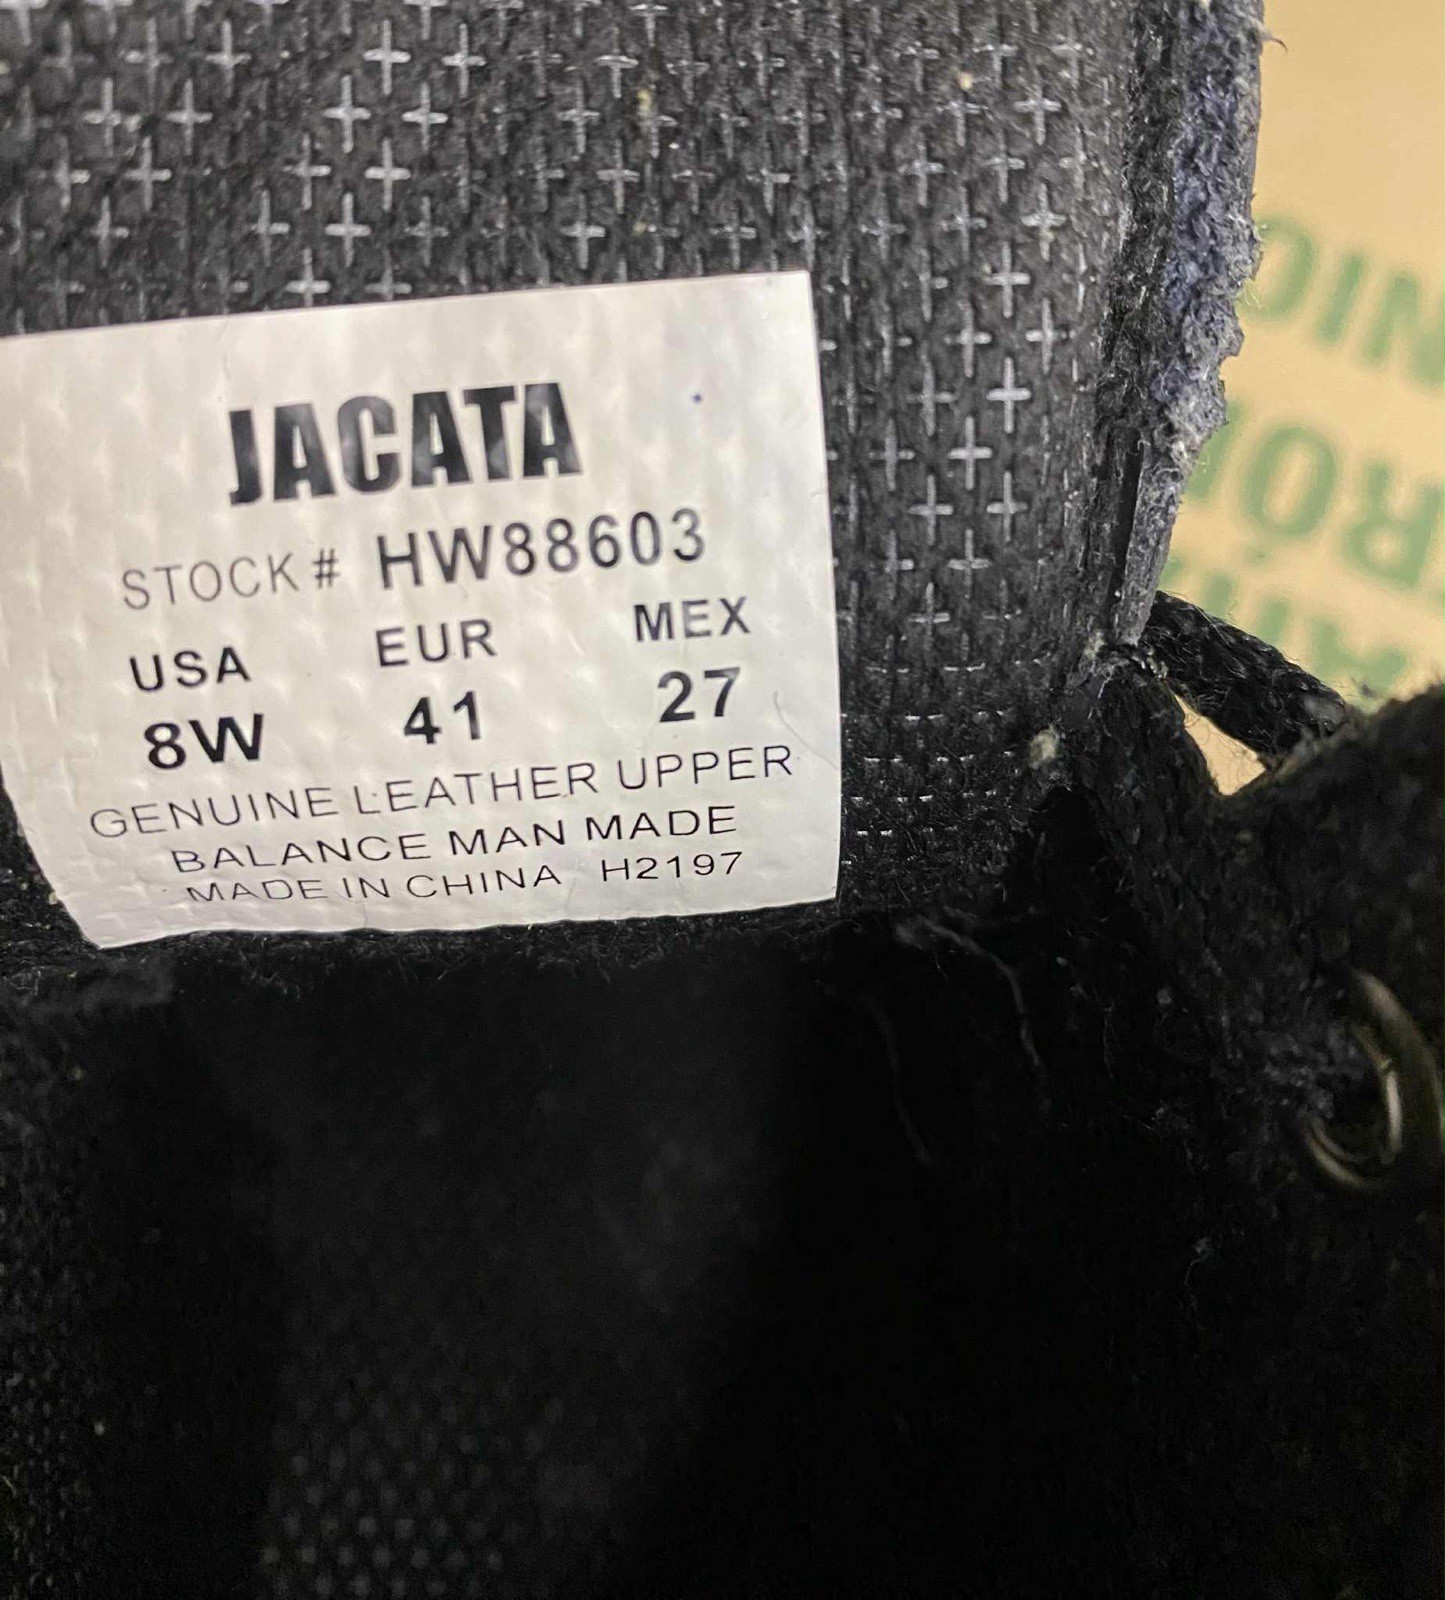 JACATA
STOCK# HW88603
USA EUR MEX
8W 41 27
GENUINE LEATHER UPPER
BALANCE MAN MADE
MADE IN CHINA H2197